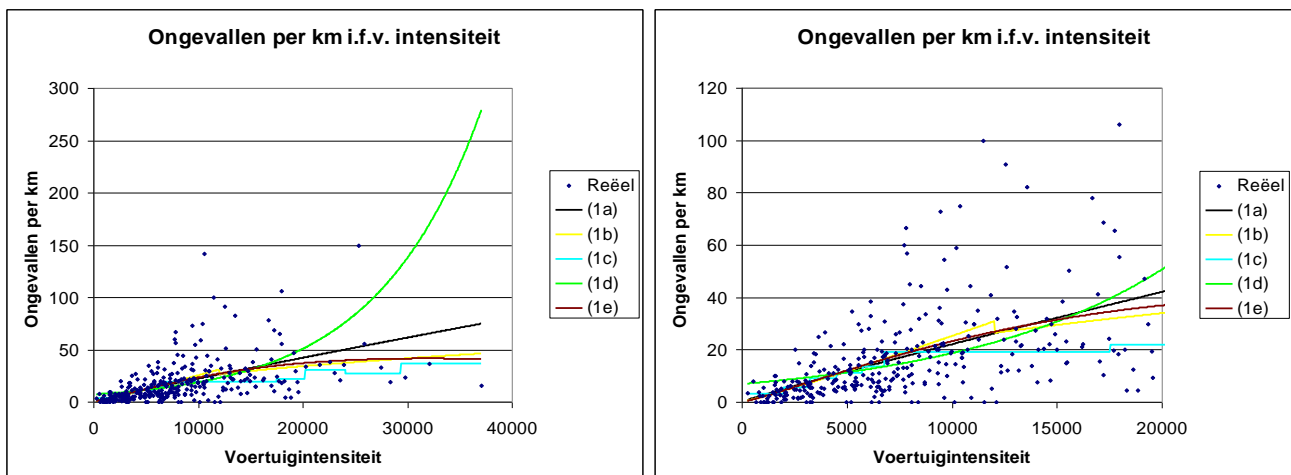 Ongevallen per km i.f.v. intensiteit
300
250
200
150
100
50
0
Ongevallen per km
0 10000 20000 30000 40000
Voertuigintensiteit
Reëel
(1a)
(1b)
(1c)
(1d)
(1e)
Ongevallen per km i.f.v. intensiteit
120
100
80
60
40
20
0
Ongevallen per km
0 5000 10000 15000 20000
Voertuigintensiteit
Reëel
(1a)
(1b)
(1c)
(1d)
(1e)